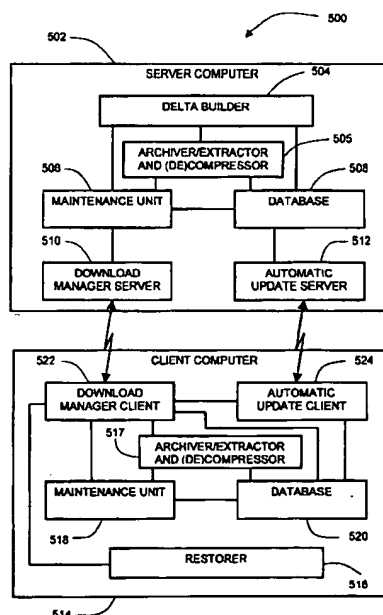 500
502
504
SERVER COMPUTER
DELTA BUILDER
505
ARCHIVER/EXTRACTOR
AND (DE)COMPRESSOR
506
508
MAINTENANCE UNIT
DATABASE
510
512
DOWNLOAD
MANAGER SERVER
AUTOMATIC
UPDATE SERVER
522
CLIENT COMPUTER
524
DOWNLOAD
MANAGER CLIENT
AUTOMATIC
UPDATE CLIENT
517
ARCHIVER/EXTRACTOR
AND (DE)COMPRESSOR
MAINTENANCE UNIT
DATABASE
518
520
RESTORER
516
514